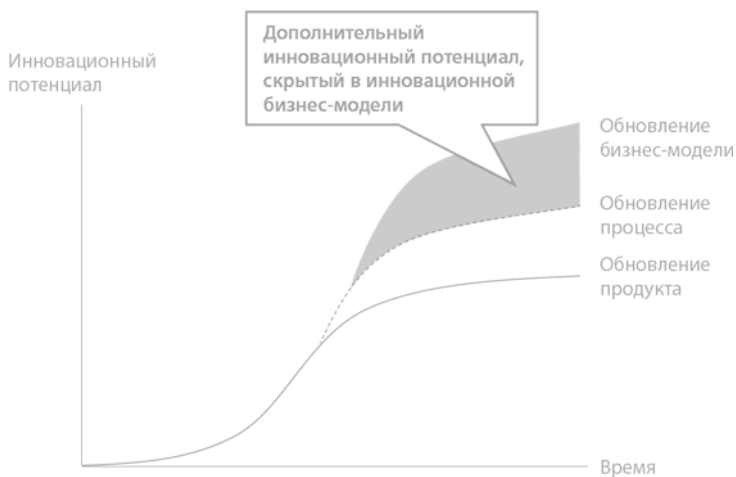 Инновационный
потенциал
Дополнительный
инновационный потенциал,
скрытый в инновационной
бизнес-модели
Обновление
бизнес-модели
Обновление
процесса
Обновление
продукта
Время